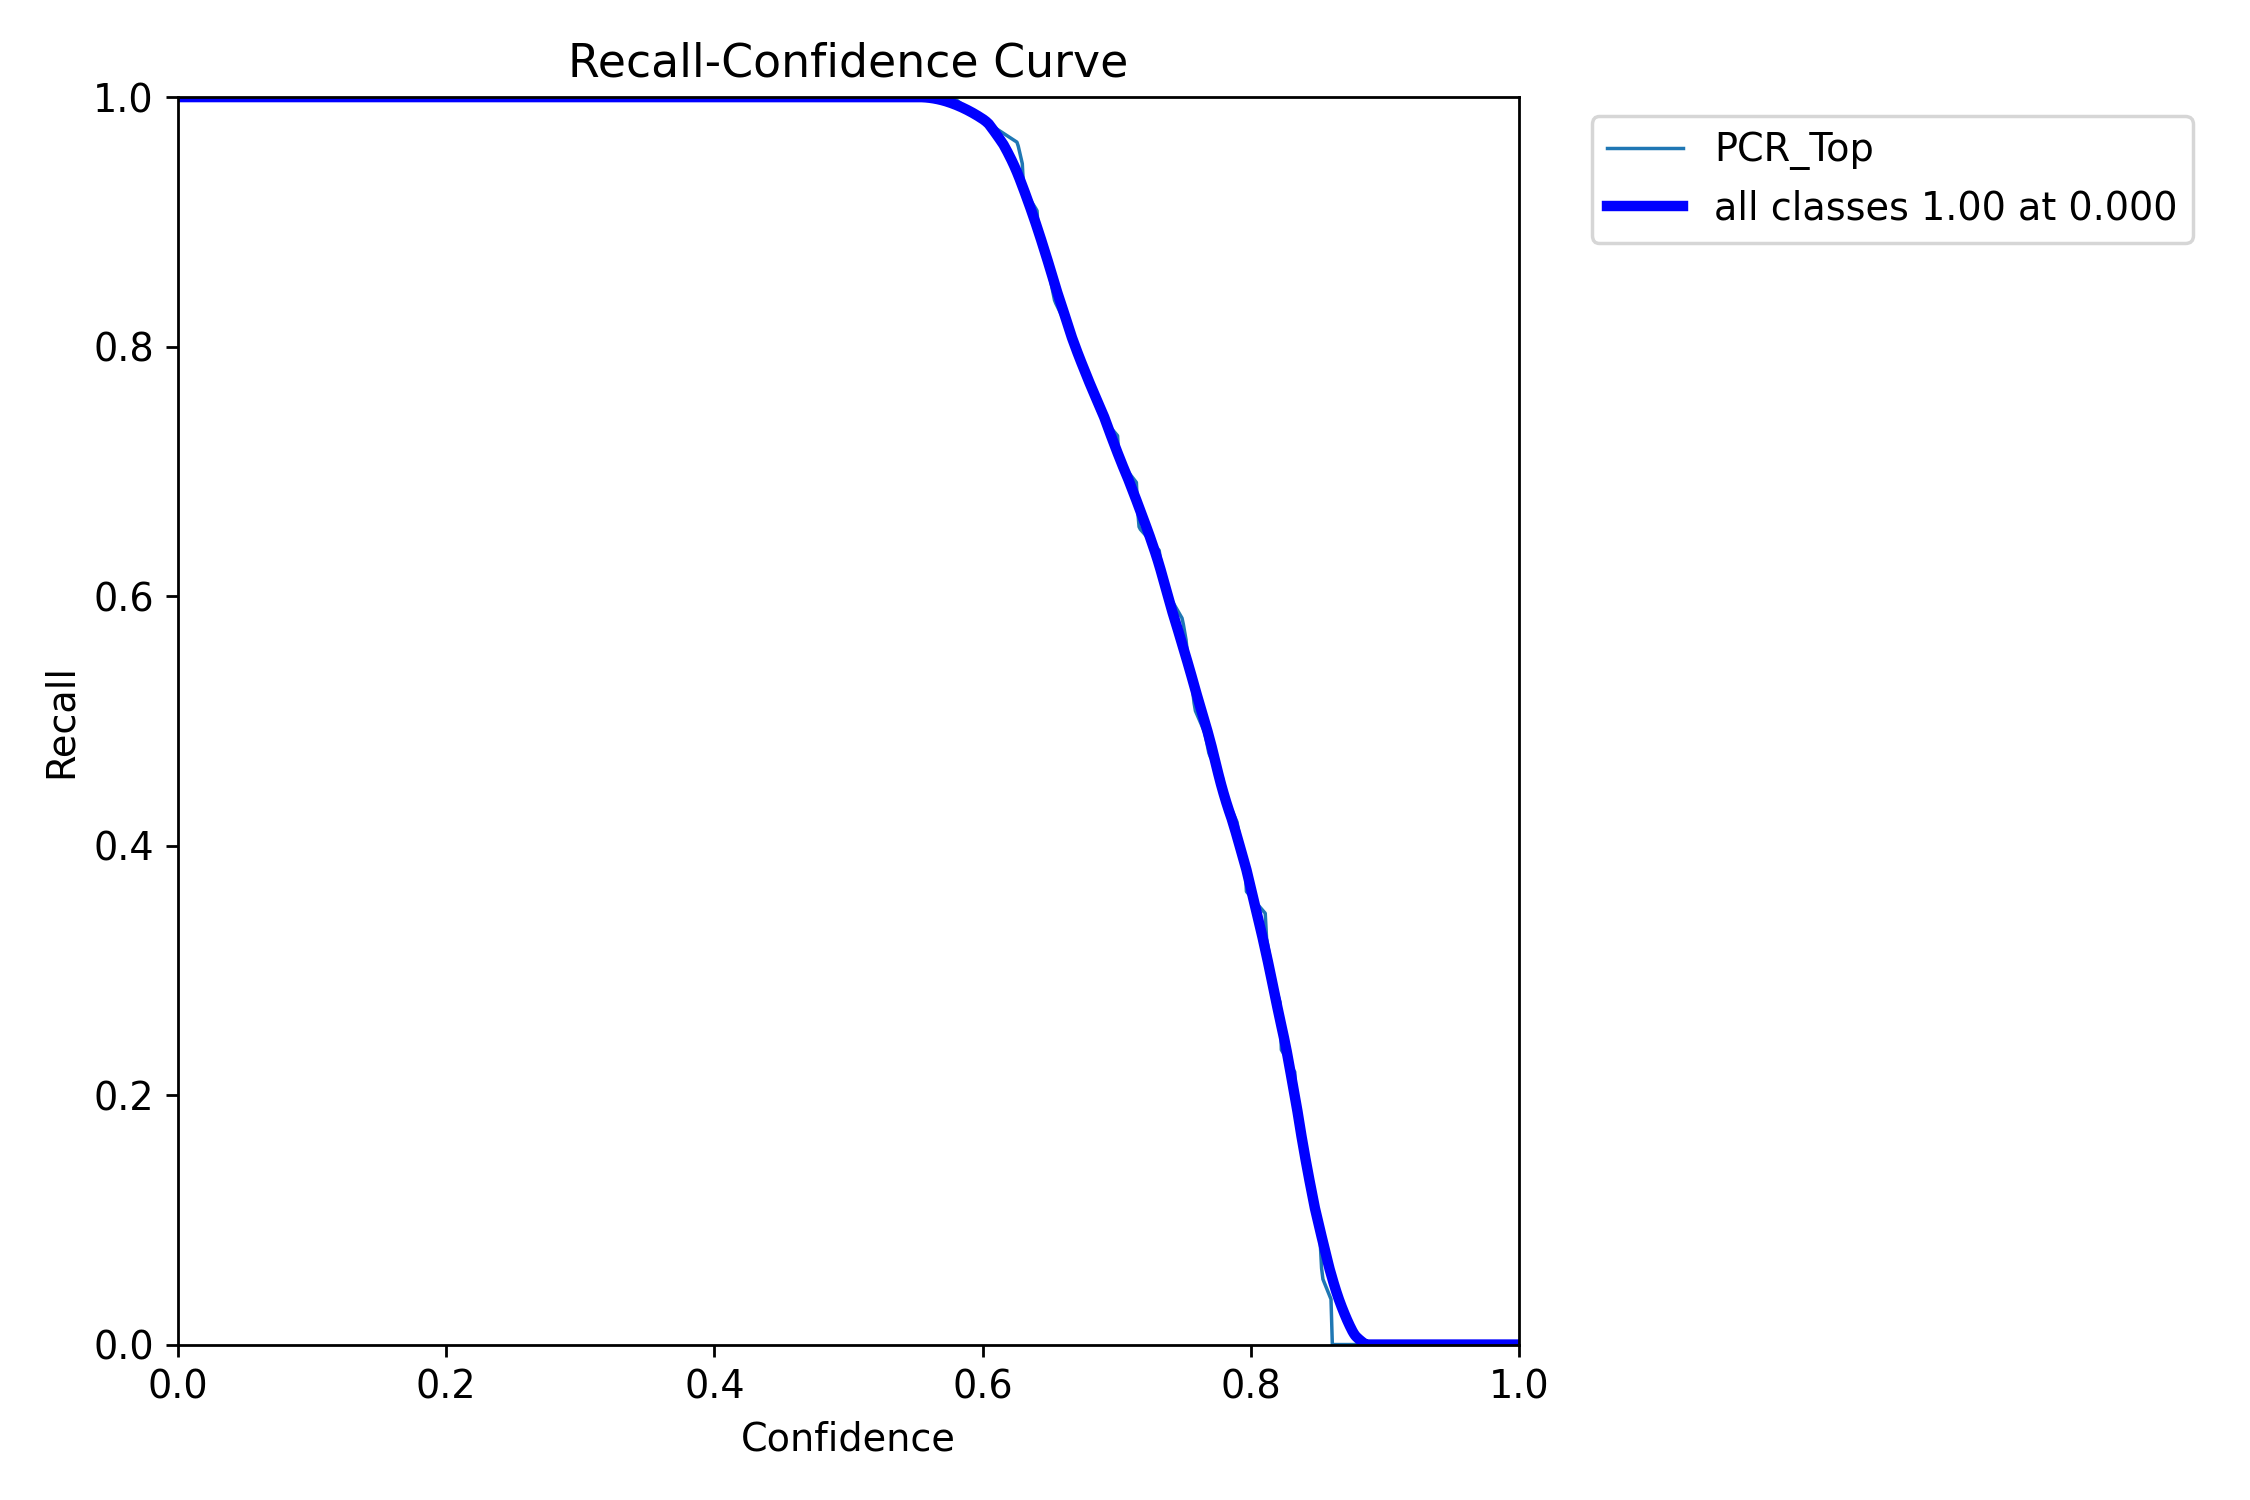 Recall-Confidence Curve
1.0
0.8
0.6
0.4
0.2
0.0
Recall
0.0 0.2 0.4 0.6 0.8 1.0
Confidence
PCR_Top
all classes 1.00 at 0.000